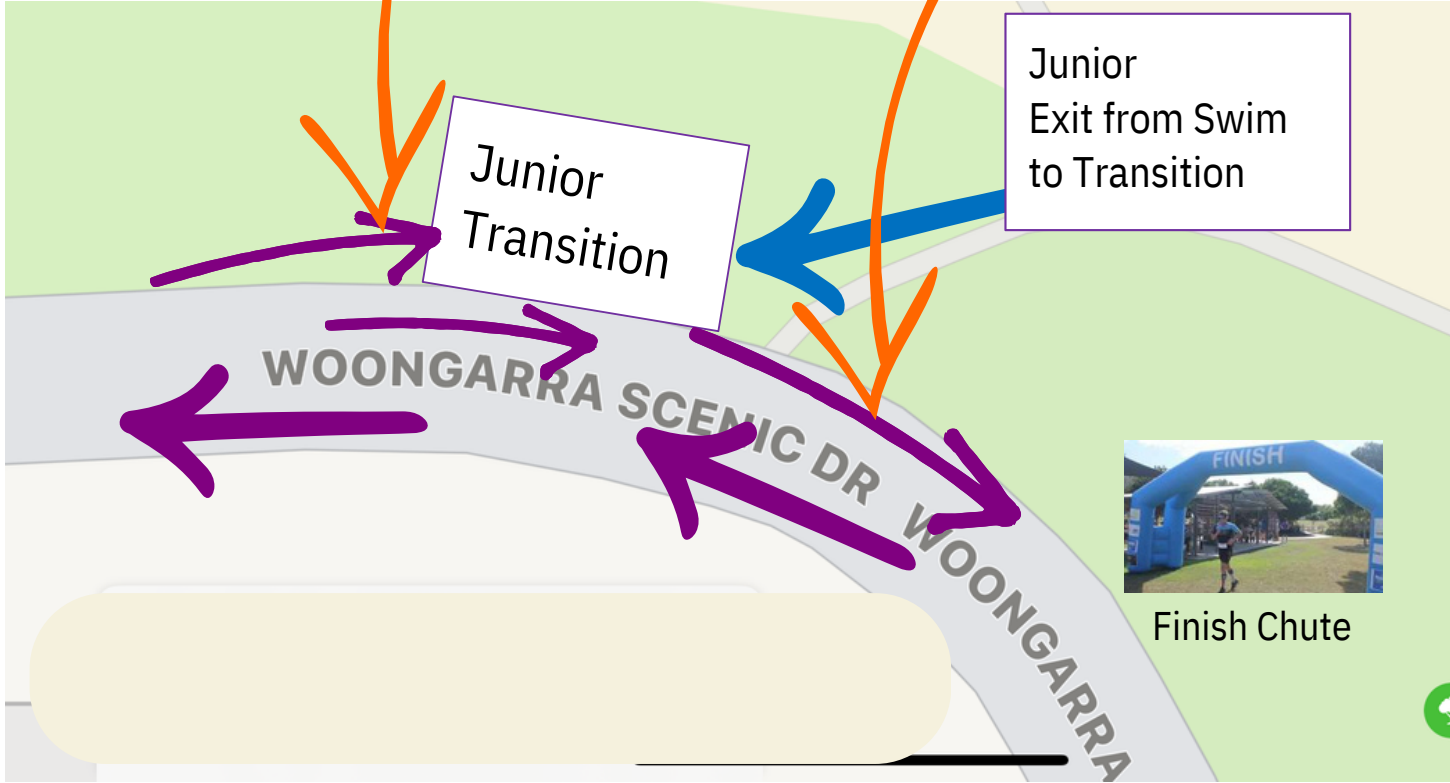 Junior
Exit from Swim
to Transition
Junior
Transition
WOONGARRA SCENIC DR
WOONGARRA
FINISH
Finish Chute